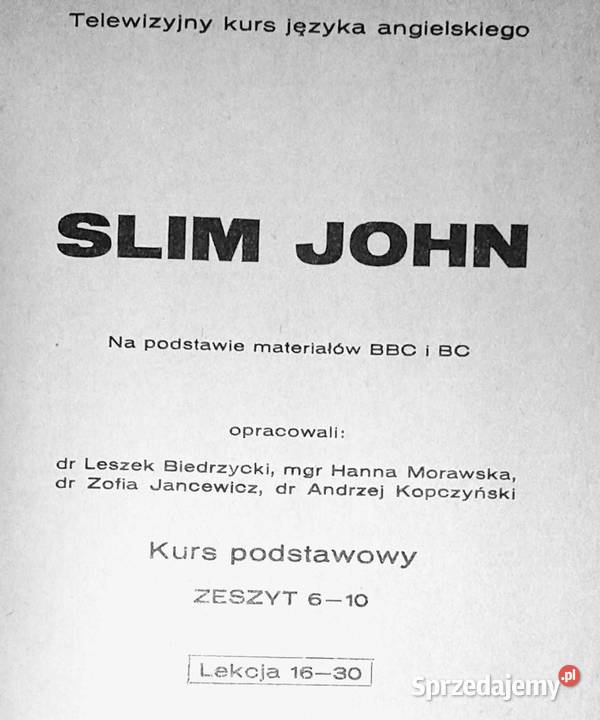 Telewizyjny kurs języka angielskiego
SLIM JOHN
Na podstawie materiałów BBC i BC
opracowali:
dr Leszek Biedrzycki, mgr Hanna Morawska,
dr Zofia Jancewicz, dr Andrzej Kopczyński
Kurs podstawowy
ZESZYT 6—10
Lekcja 16—30
Sprzedajemy.pl